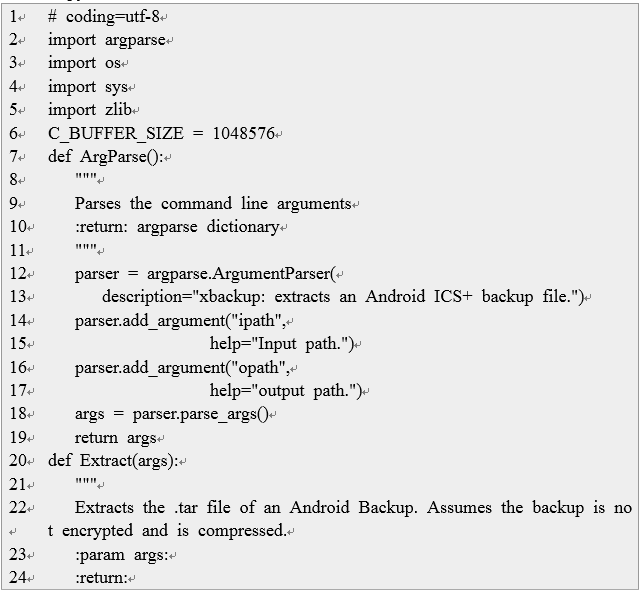 1 # coding=utf-8
2 import argparse
3 import os
4 import sys
5 import zlib
6 C_BUFFER_SIZE = 1048576
7 def ArgParse():
8 """
9 Parses the command line arguments
10 :return: argparse dictionary
11 """
12 parser = argparse.ArgumentParser(
13 description="xbackup: extracts an Android ICS+ backup file.")
14 parser.add_argument("ipath",
15 help="Input path.")
16 parser.add_argument("opath",
17 help="output path.")
18 args = parser.parse_args()
19 return args
20 def Extract(args):
21 """
22 Extracts the .tar file of an Android Backup. Assumes the backup is no
t encrypted and is compressed.
23 :param args:
24 :return: